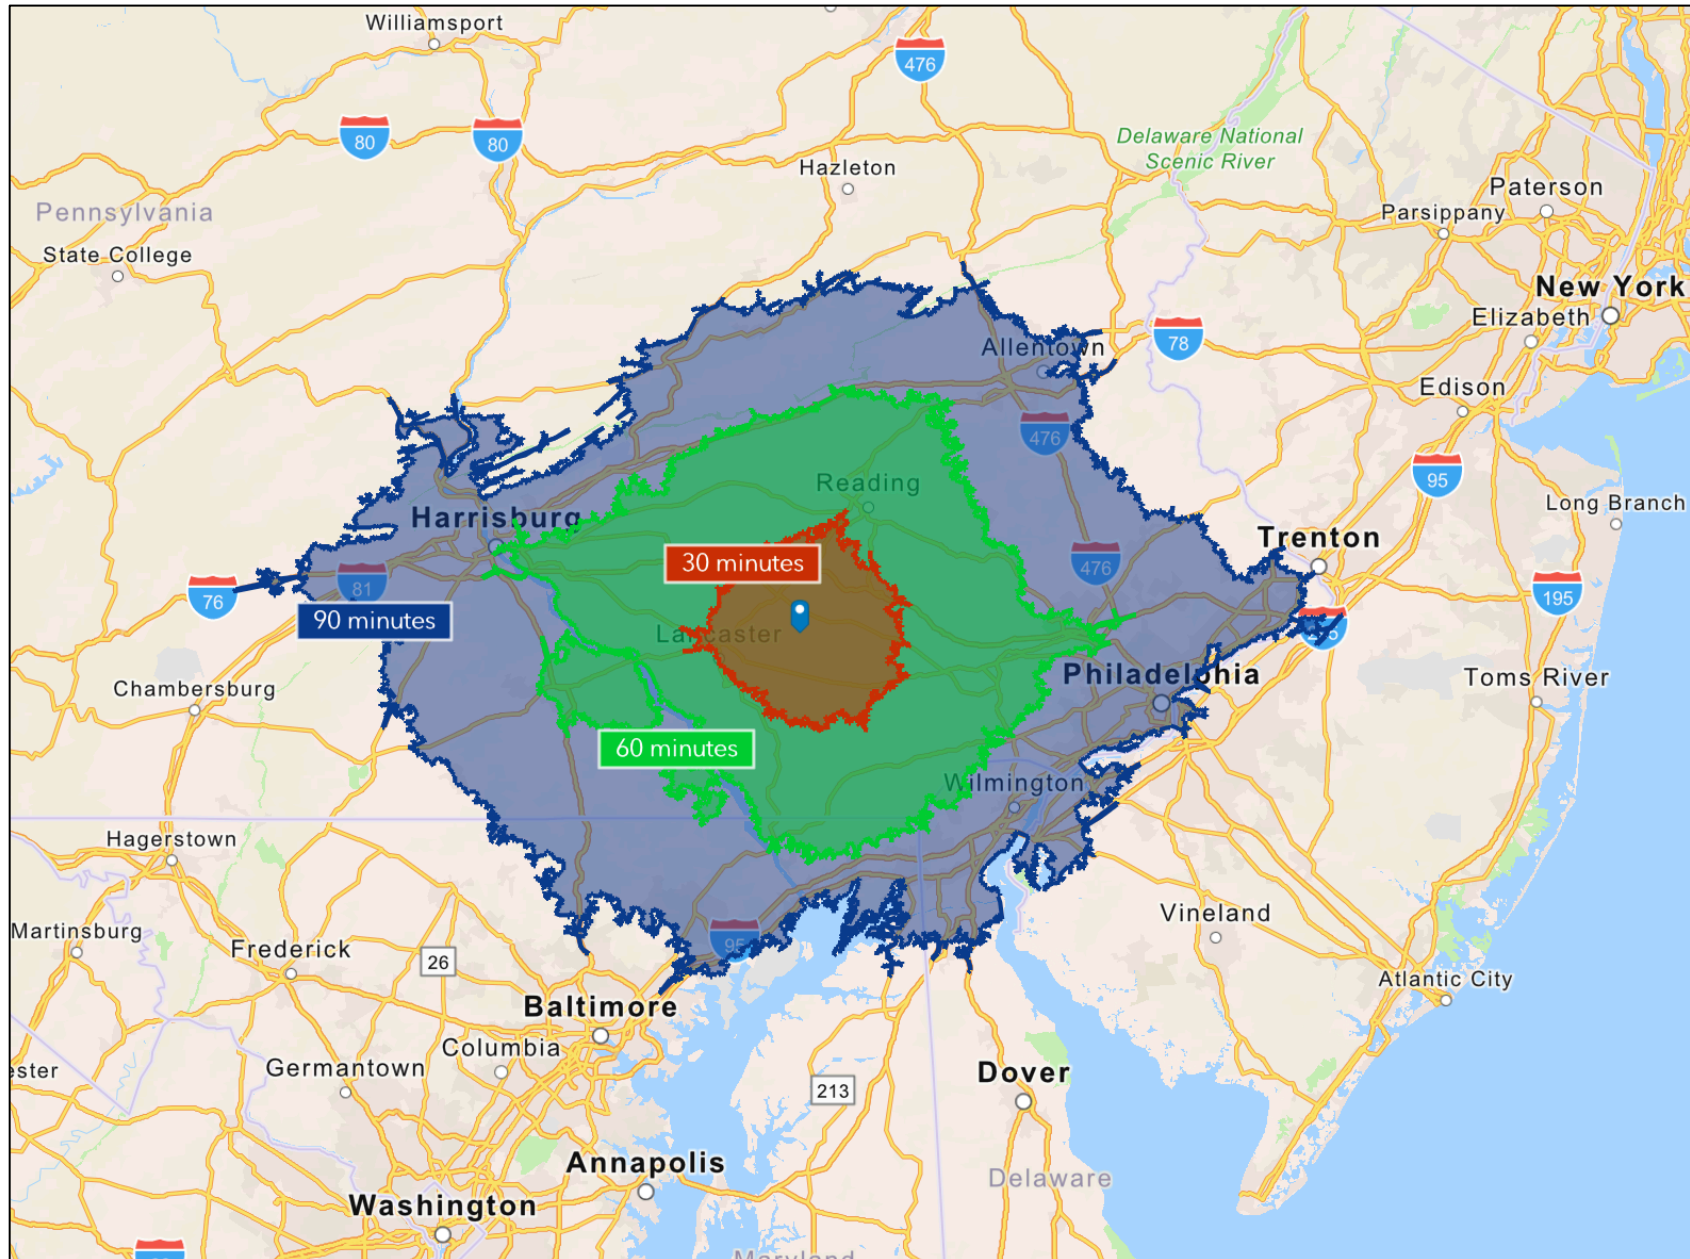 Williamsport
476
80
80
Delaware National
Scenic River
Hazleton
Paterson
Parsippany
Pennsylvania
State College
New York
Elizabeth
78
Allentown
Edison
476
95
Reading
Long Branch
Harrisburg
Trenton
30 minutes
476
81
76
195
90 minutes
Lancaster
Philadelphia
Toms River
Chambersburg
60 minutes
Wilmington
Hagerstown
Vineland
Martinsburg
95
Frederick
26
Atlantic City
Baltimore
Columbia
Germantown
ester
Dover
213
Annapolis
Delaware
Washington
Maryland